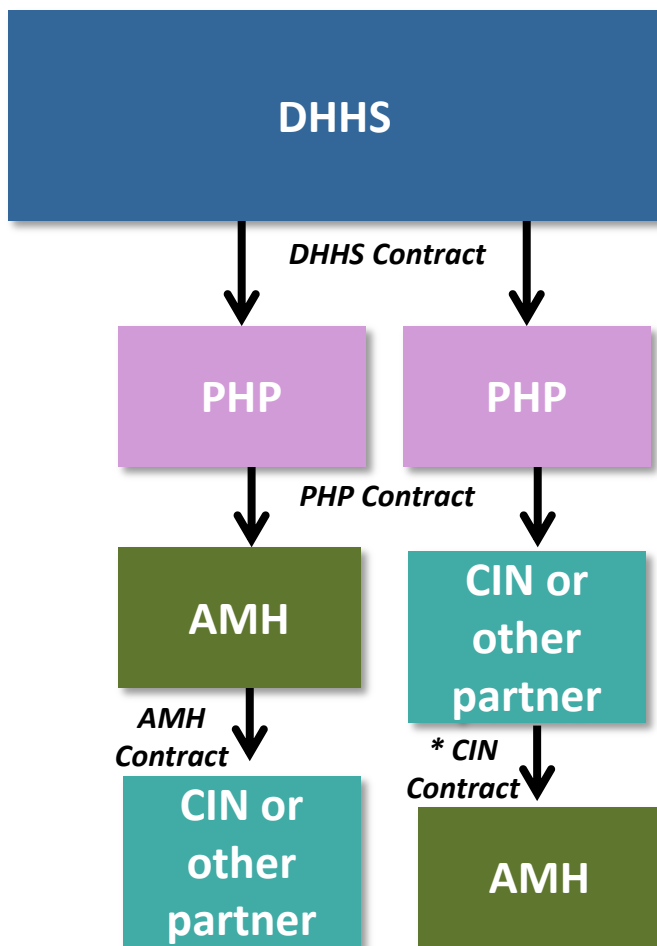 DHHS
DHHS Contract
PHP
PHP
PHP Contract
AMH
CIN or
other
partner
AMH
Contract
* CIN
Contract
CIN or
other
partner
AMH